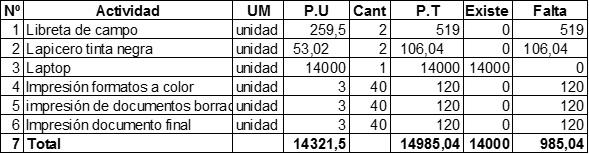 Nº Actividad UM P.U Cant P.T Existe Falta
1 Libreta de campo unidad 259,5 2 519 0 519
2 Lapicero tinta negra unidad 53,02 2 106,04 0 106,04
3 Laptop unidad 14000 1 14000 14000 0
4 Impresión formatos a color unidad 3 40 120 0 120
5 impresión de documentos borrad unidad 3 40 120 0 120
6 Impresión documento final unidad 3 40 120 0 120
7 Total 14321,5 14985,04 14000 985,04